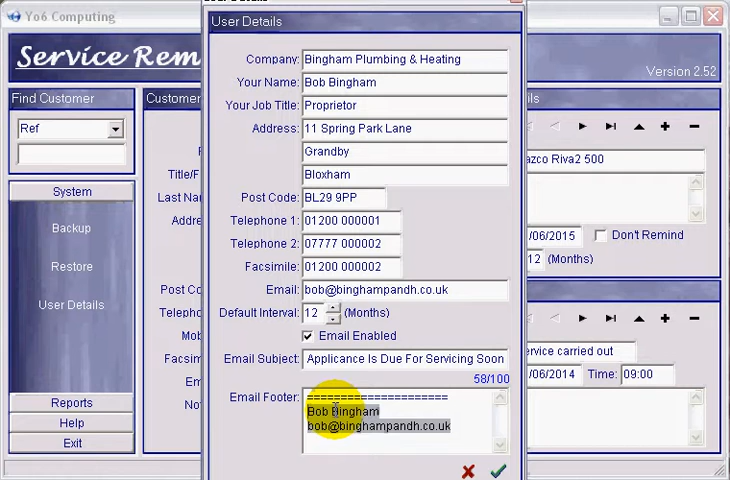 User Details
Yo6 Computing
User Details
Service Rem
Version 2.52
Find Customer
Customer
Ref
Title/F
Last Nam
Addre
Post Cod
Telepho
Mob
Facsim
Em
Not
System
Backup
Restore
User Details
Reports
Help
Exit
Company: Bingham Plumbing & Heating
Your Name: Bob Bingham
Your Job Title: Proprietor
Address: 11 Spring Park Lane
Grandby
Bloxham
Post Code: BL29 9PP
Telephone 1: 01200 000001
Telephone 2: 07777 000002
Facsimile: 01200 000002
Email: bob@binghampandh.co.uk
Default Interval: 12 (Months)
Email Enabled
Email Subject: Applicance Is Due For Servicing Soon
58/100
Email Footer: =====================
Bob Bingham
bob@binghampandh.co.uk
ails
azco Riva2 500
/06/2015 Don't Remind
12 (Months)
ervice carried out
/06/2014 Time: 09:00